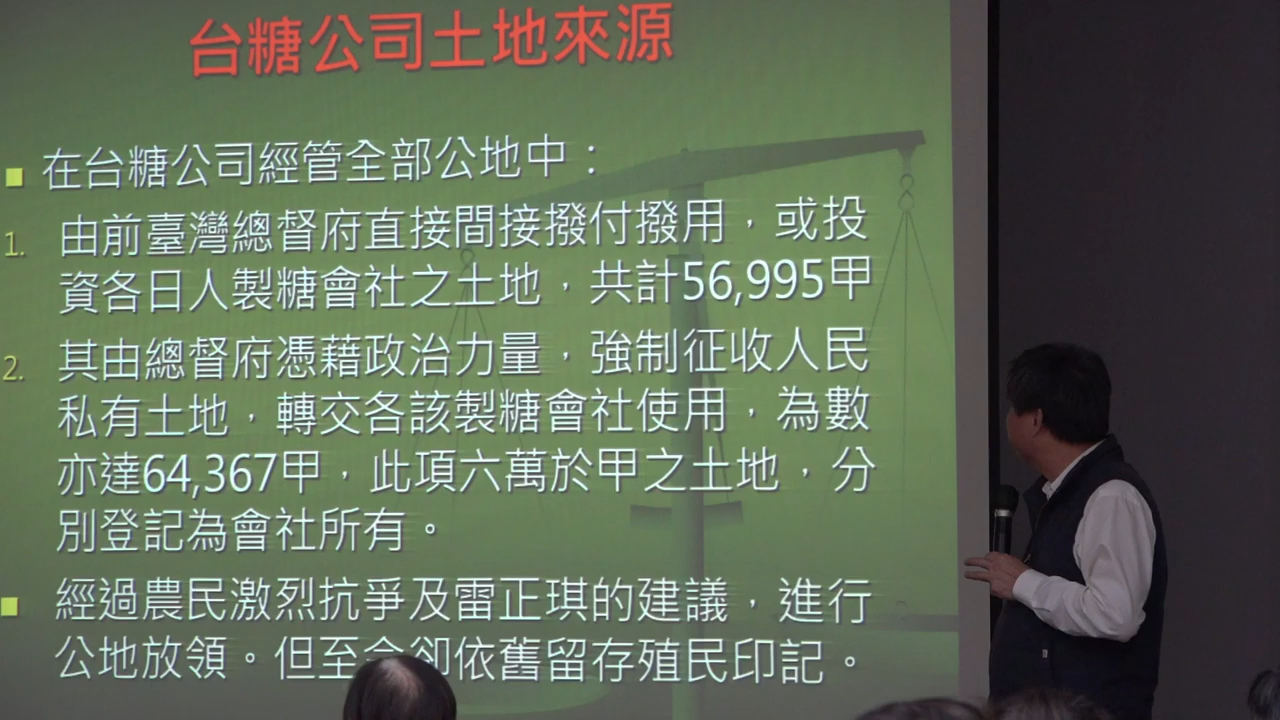 台糖公司土地來源
在台糖公司經管全部公地中：
1. 由前臺灣總督府直接間接撥付撥用，或投
資各日人製糖會社之土地，共計56,995甲
2. 其由總督府憑藉政治力量，強制征收人民
私有土地，轉交各該製糖會社使用，為數
亦達64,367甲，此項六萬於甲之土地，分
別登記為會社所有。
經過農民激烈抗爭及雷正琪的建議，進行
公地放領。但至今卻依舊留存殖民印記。